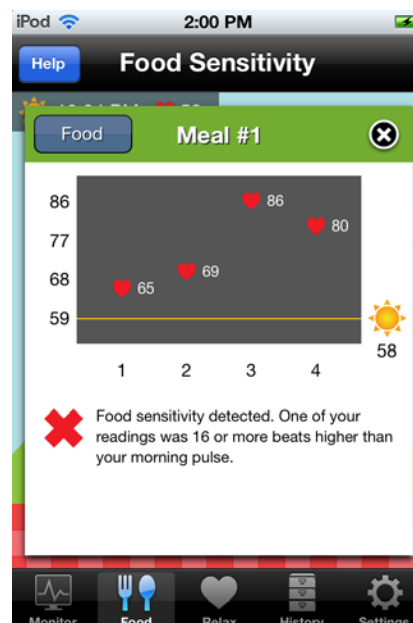 iPod 2:00 PM
Help Food Sensitivity
Food Meal #1
86 86
80
77
69
68
65
59
58
1 2 3 4
Food sensitivity detected. One of your
readings was 16 or more beats higher than
your morning pulse.
Monitor Food Relax History Settings